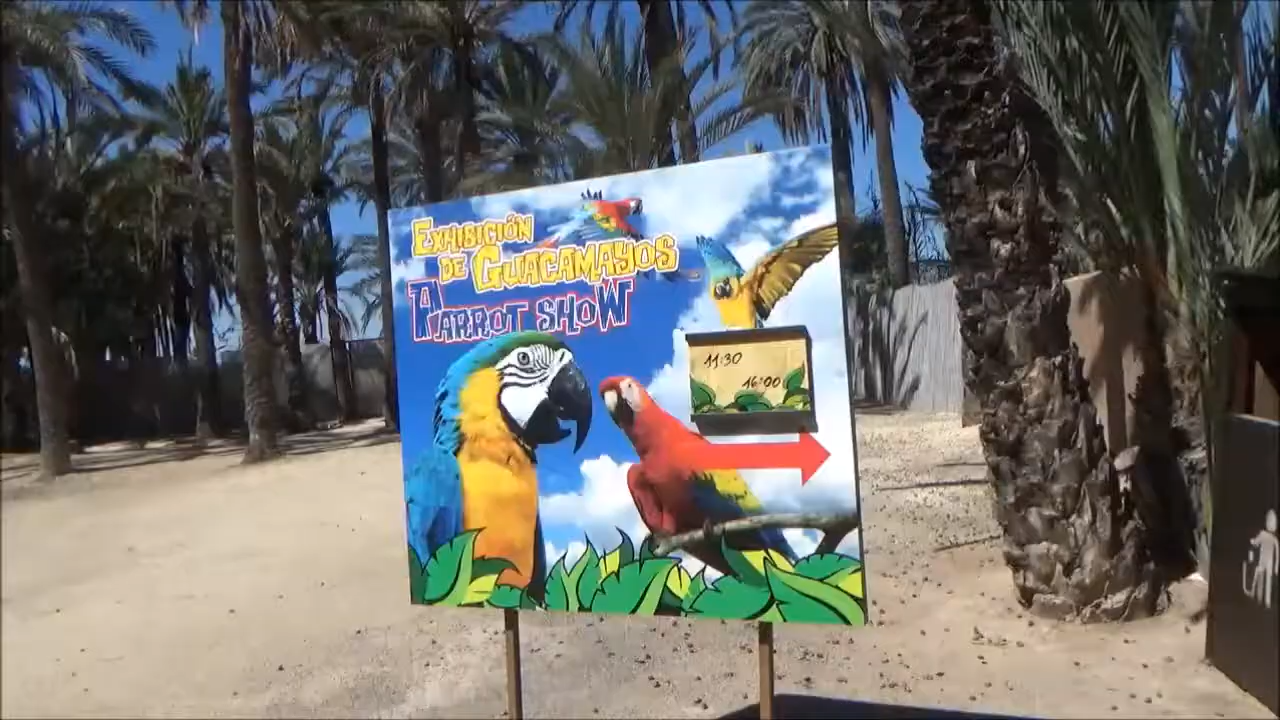 EXHIBICIÓN
DE GUACAMAYOS
PARROT SHOW
11:30
16:00